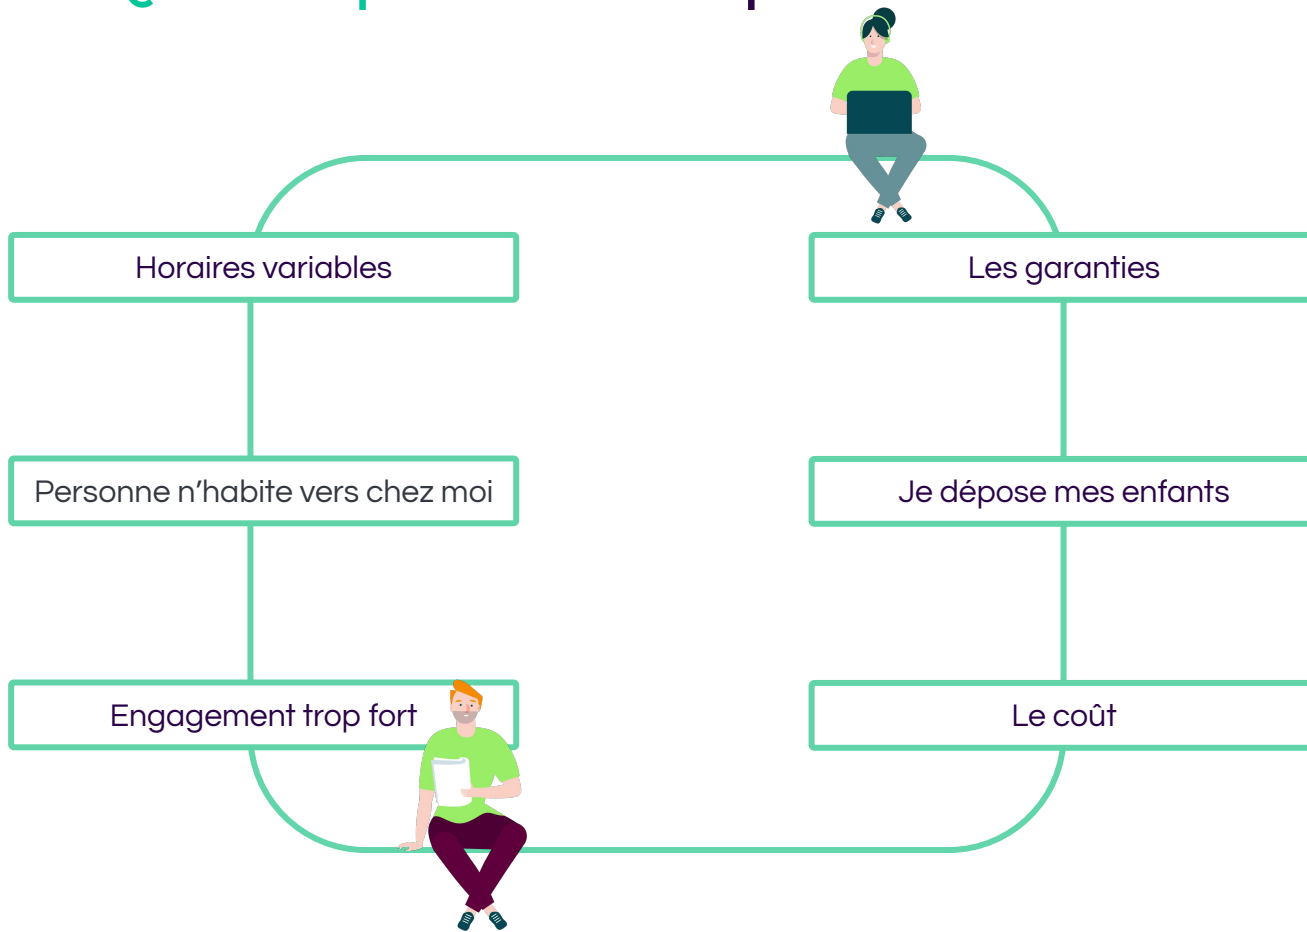 Horaires variables
Les garanties
Personne n’habite vers chez moi
Je dépose mes enfants
Engagement trop fort
Le coût